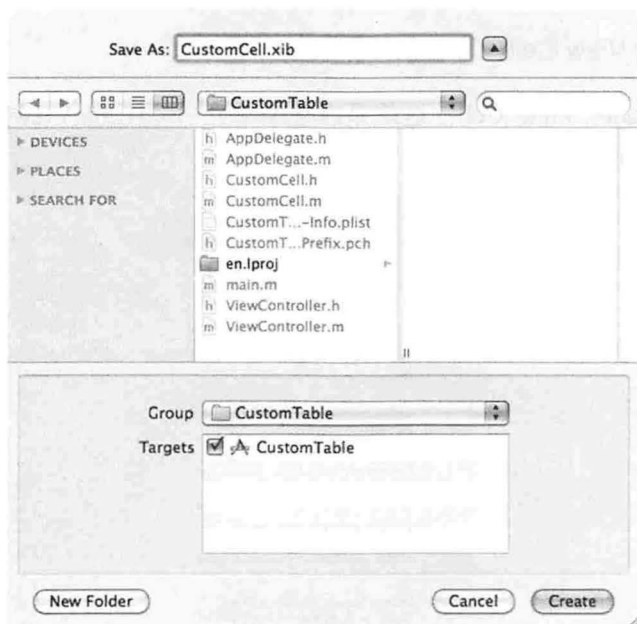 Save As: CustomCell.xib
CustomTable
DEVICES
PLACES
SEARCH FOR
h AppDelegate.h
m AppDelegate.m
h CustomCell.h
m CustomCell.m
CustomT...-Info.plist
h CustomT...Prefix.pch
en.lproj
m main.m
h ViewController.h
m ViewController.m
Group CustomTable
Targets CustomTable
New Folder
Cancel Create